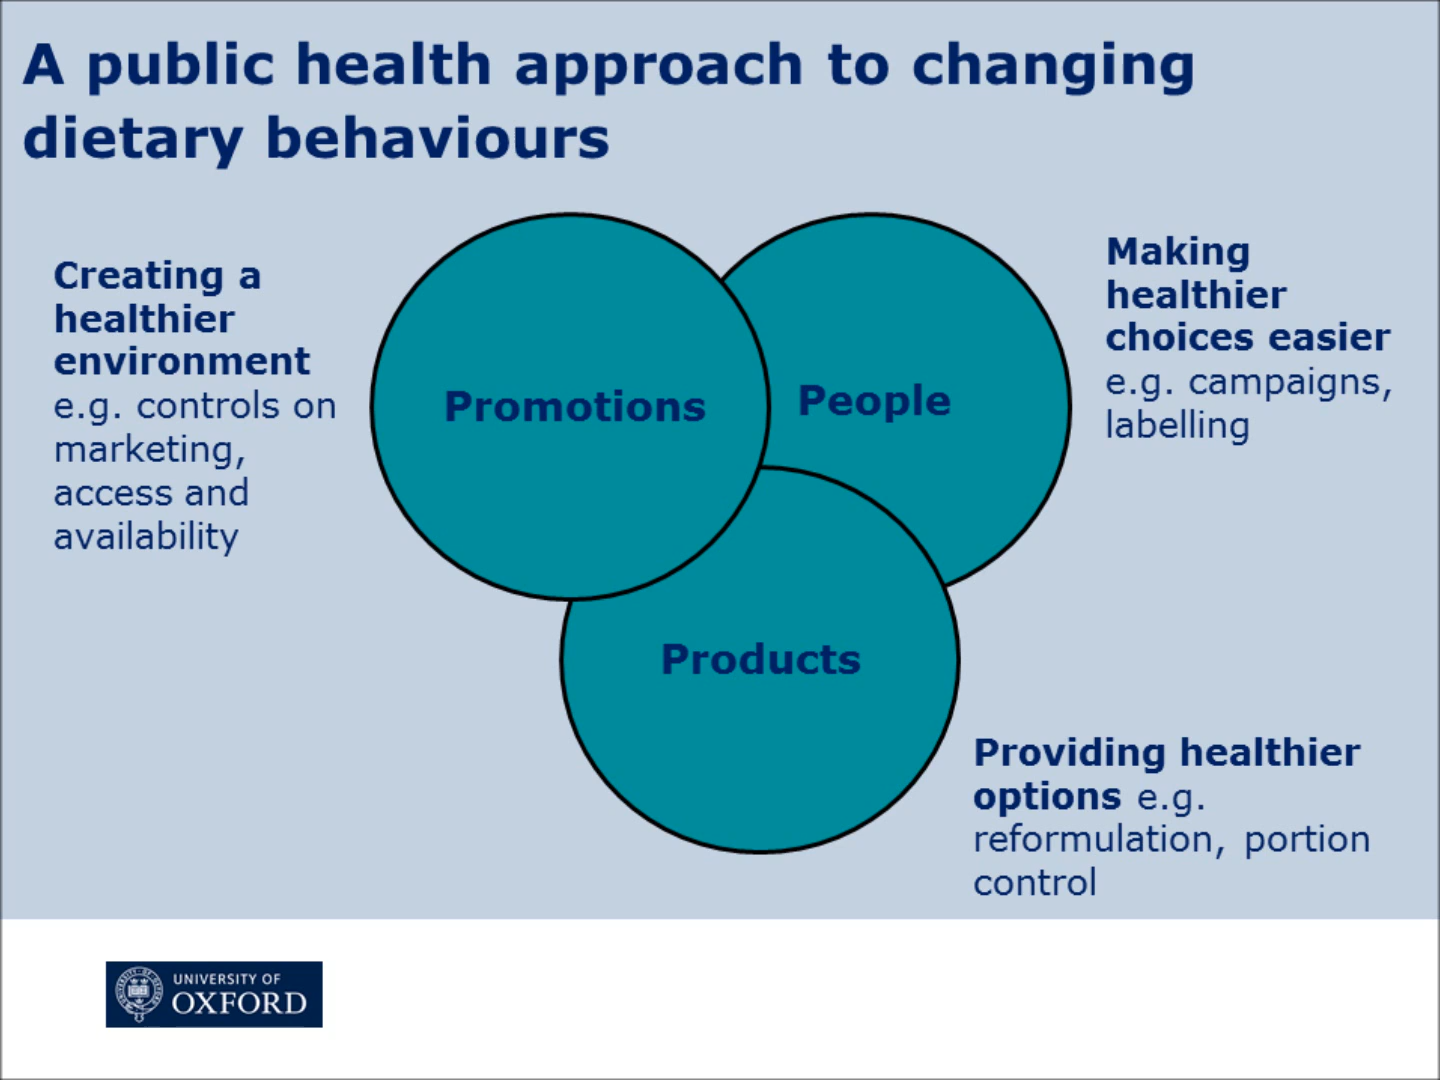 A public health approach to changing
dietary behaviours
Creating a
healthier
environment
e.g. controls on
marketing,
access and
availability
Promotions
People
Making
healthier
choices easier
e.g. campaigns,
labelling
Products
Providing healthier
options e.g.
reformulation, portion
control
UNIVERSITY OF
OXFORD